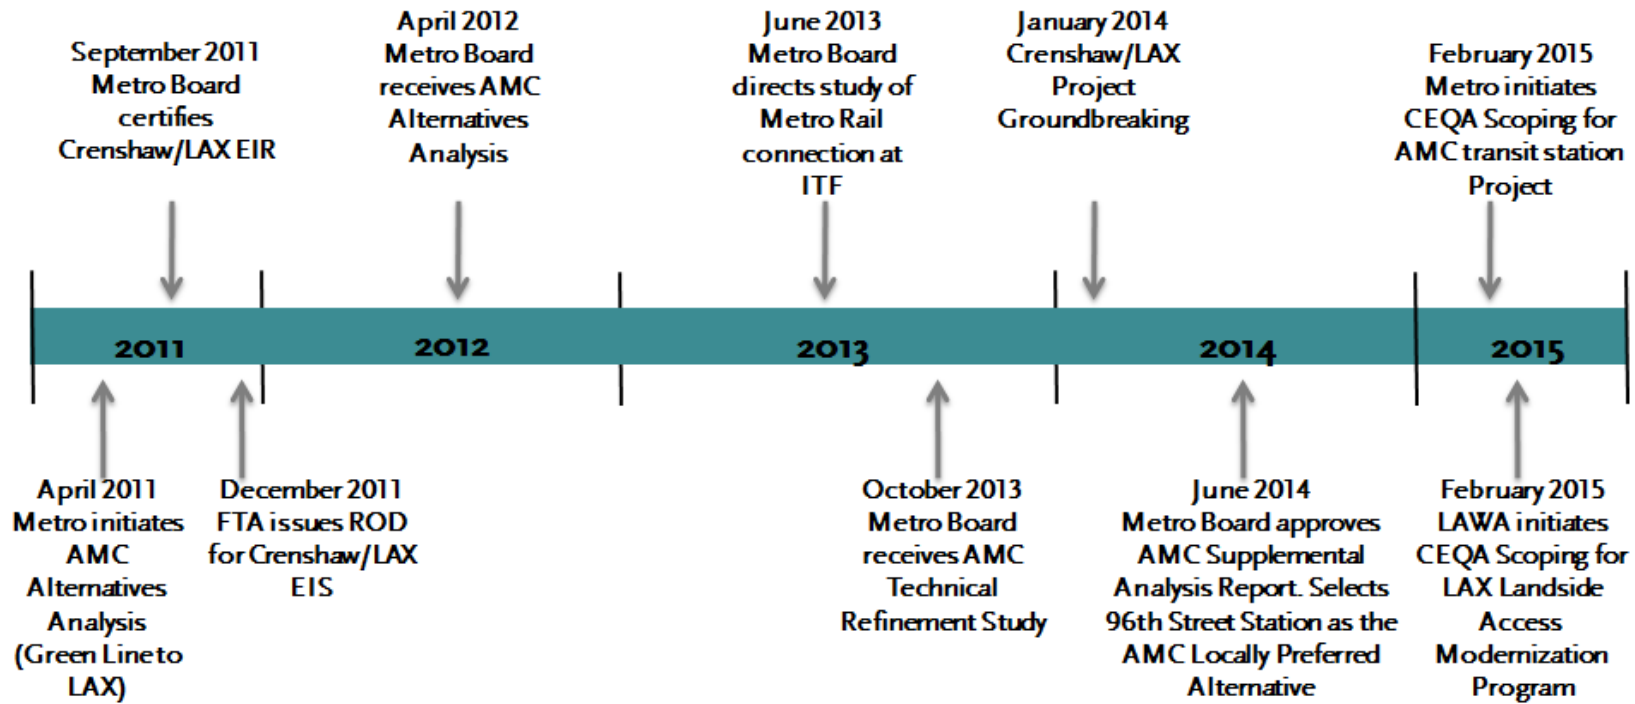 September 2011
Metro Board
certifies
Crenshaw/LAX EIR
April 2012
Metro Board
receives AMC
Alternatives
Analysis
June 2013
Metro Board
directs study of
Metro Rail
connection at
ITF
January 2014
Crenshaw/LAX
Project
Groundbreaking
February 2015
Metro initiates
CEQA Scoping for
AMC transit station
Project
2011
2012
2013
2014
2015
April 2011
Metro initiates
AMC
Alternatives
Analysis
(Green Line to
LAX)
December 2011
FTA issues ROD
for Crenshaw/LAX
EIS
October 2013
Metro Board
receives AMC
Technical
Refinement Study
June 2014
Metro Board approves
AMC Supplemental
Analysis Report. Selects
96th Street Station as the
AMC Locally Preferred
Alternative
February 2015
LAWA initiates
CEQA Scoping for
LAX Landside
Access
Modernization
Program